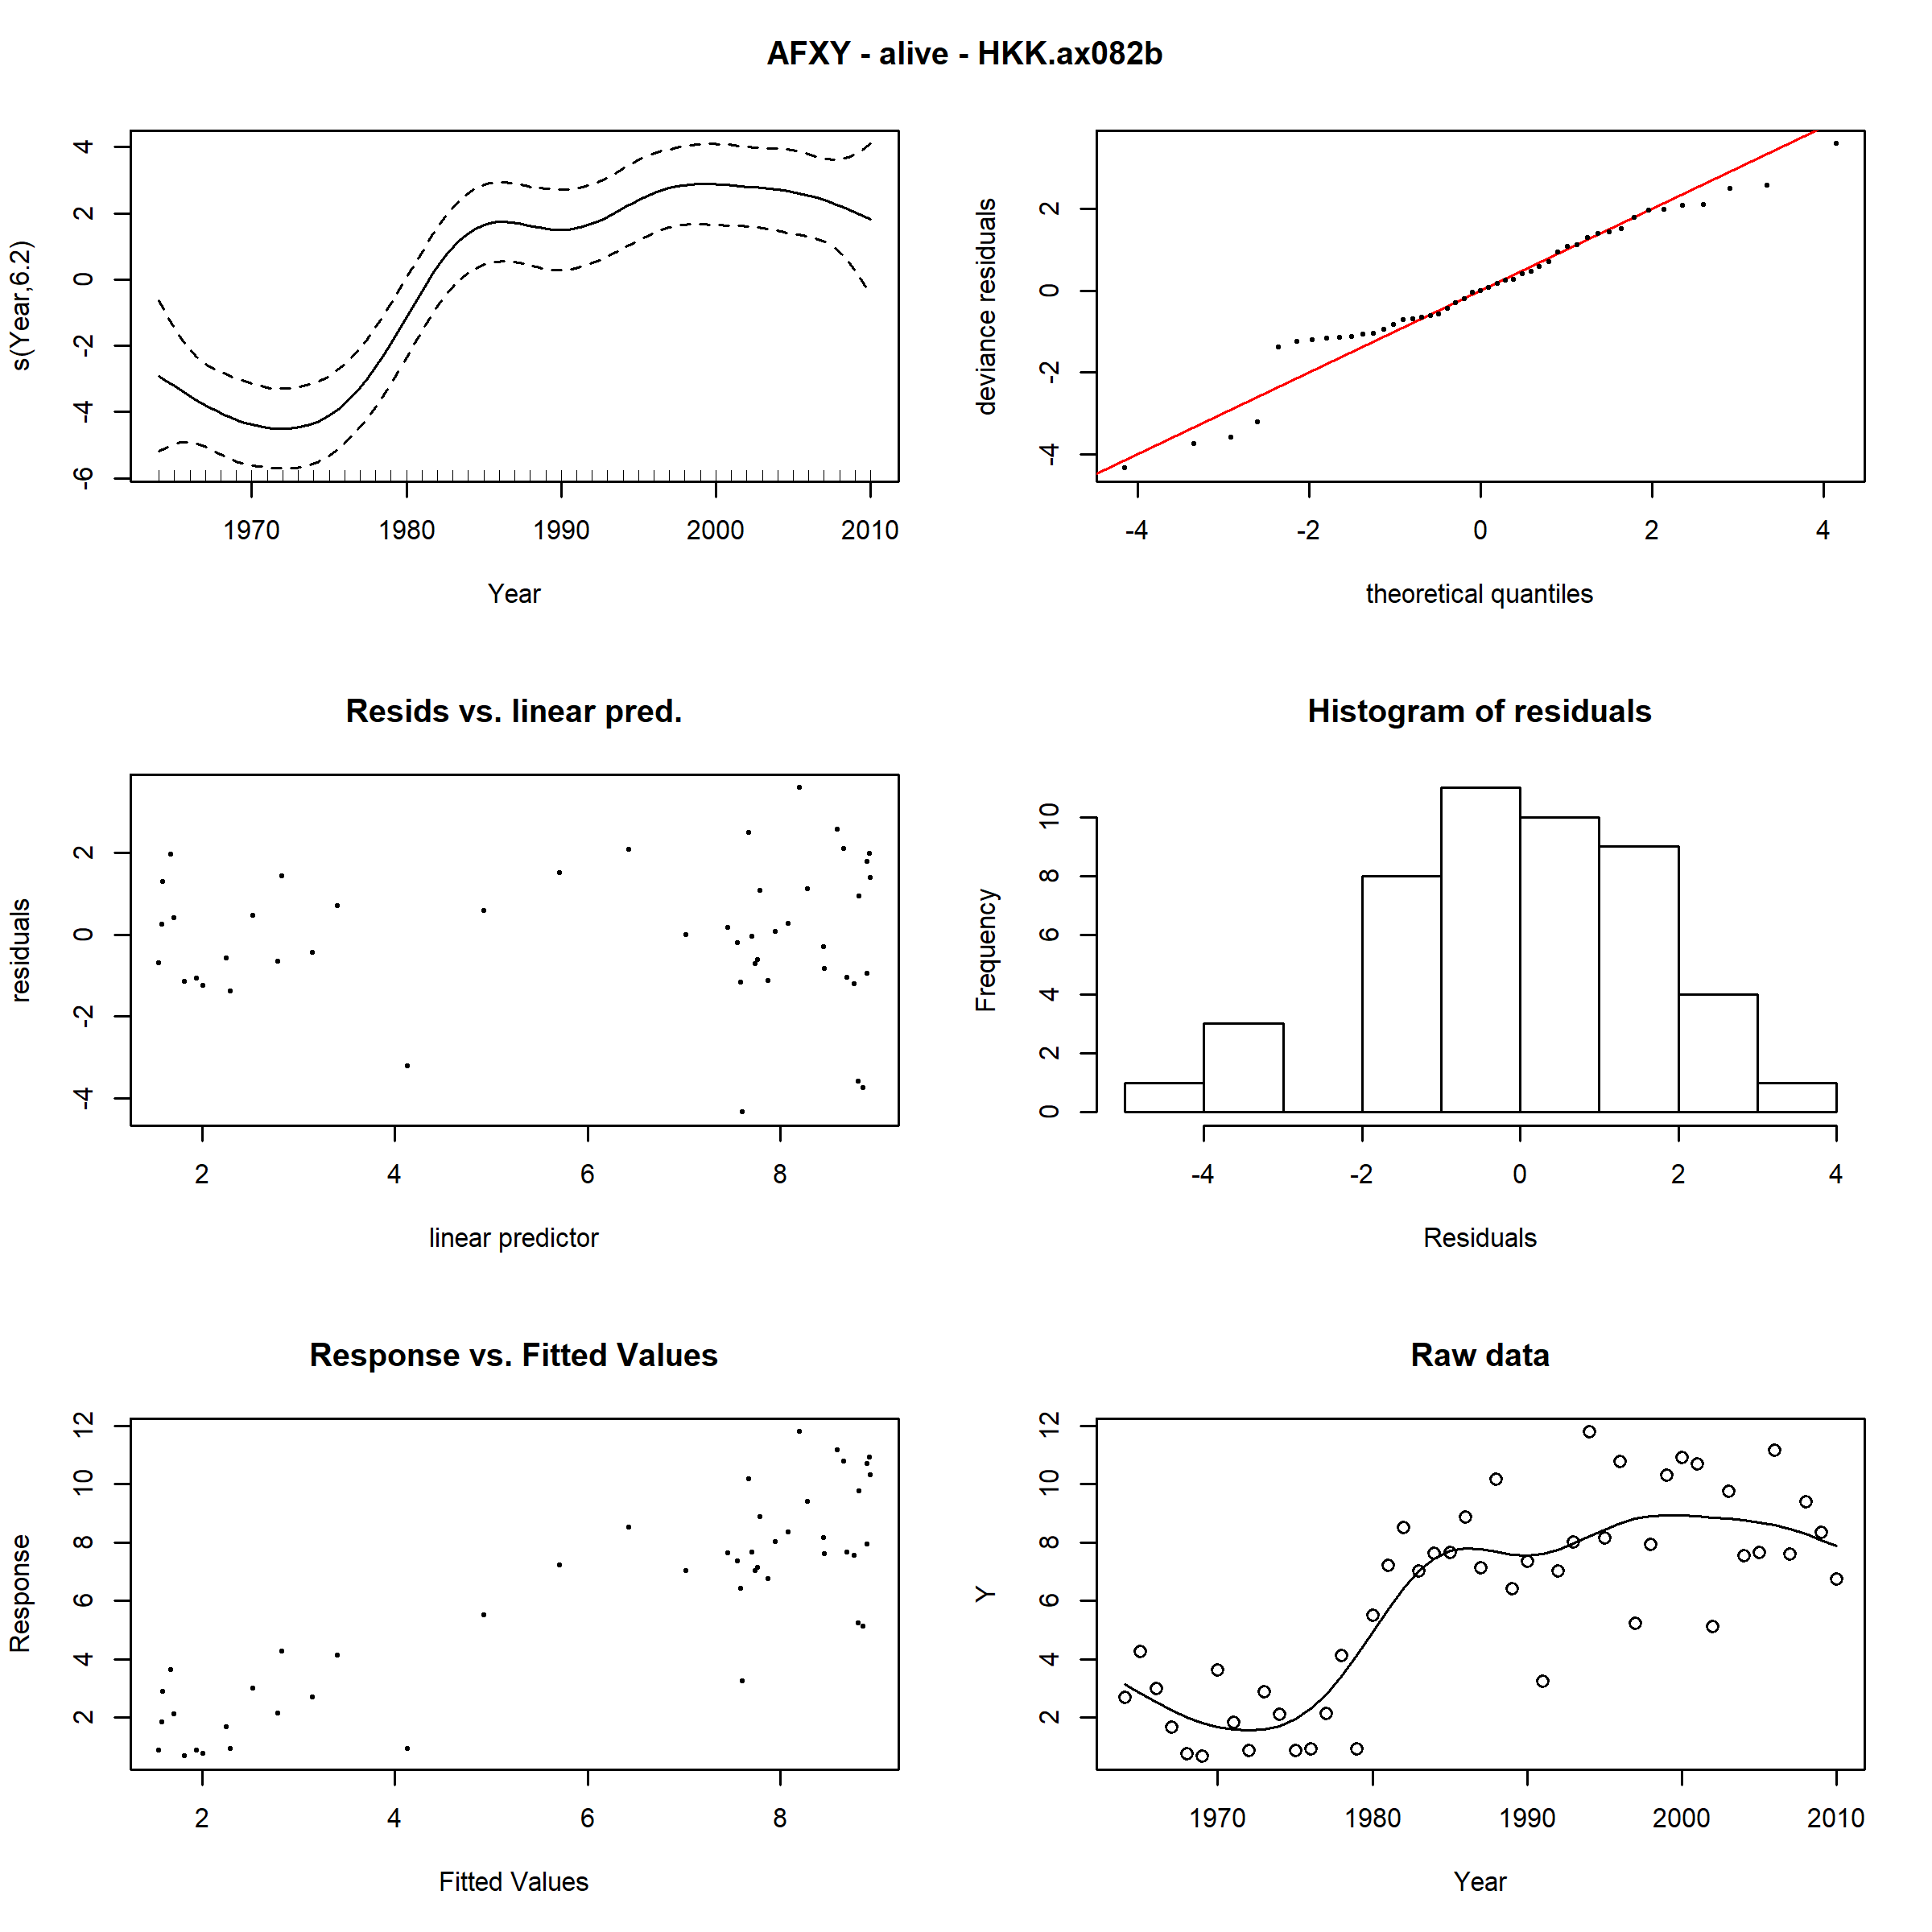 AFXY - alive - HKK.ax082b
s(Year,6.2)
4
2
0
-2
-4
-6
1970 1980 1990 2000 2010
Year
deviance residuals
2
0
-2
-4
-4 -2 0 2 4
theoretical quantiles
Resids vs. linear pred.
residuals
2
0
-2
-4
2 4 6 8
linear predictor
Histogram of residuals
Frequency
10
8
6
4
2
0
-4 -2 0 2 4
Residuals
Response vs. Fitted Values
Response
12
10
8
6
4
2
2 4 6 8
Fitted Values
Raw data
Y
12
10
8
6
4
2
1970 1980 1990 2000 2010
Year